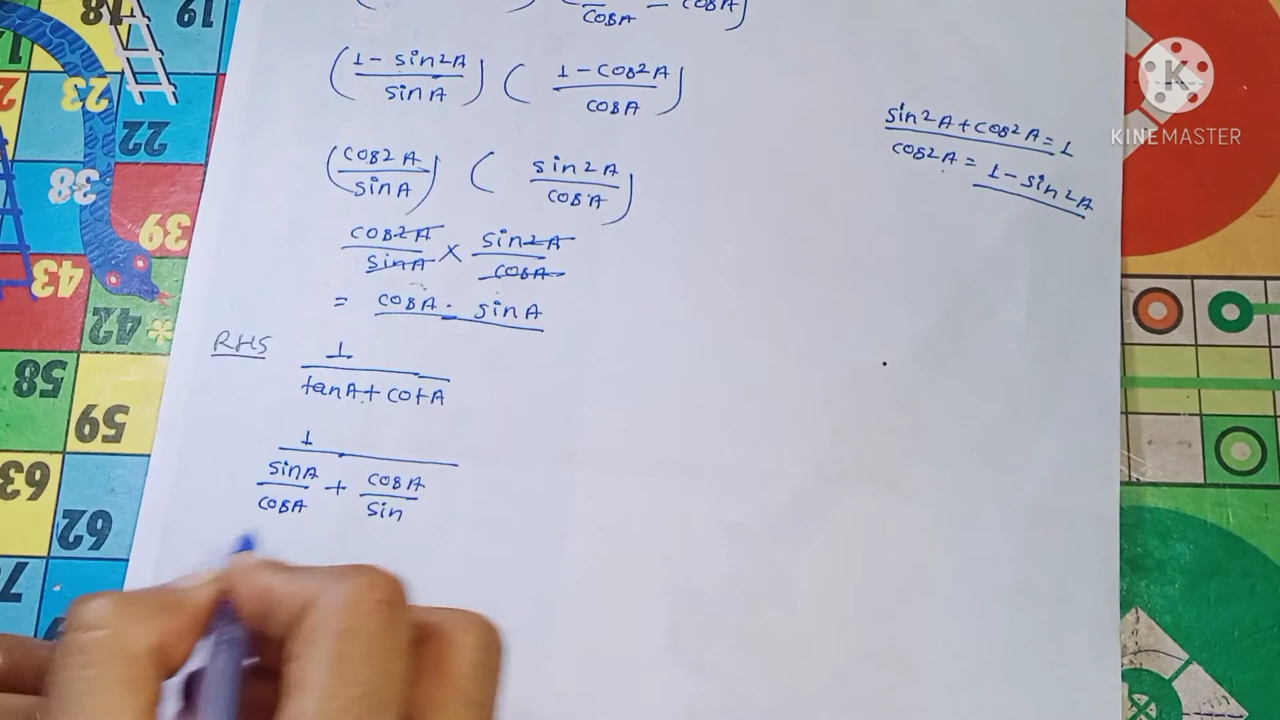 cosA - cosA)
(1 - sin2A / sinA) ( 1 - cos2A / cosA )
(cos2A / sinA) ( sin2A / cosA )
cos2A / sinA × sin2A / cosA
= cosA . sinA
RHS 1 / tanA + cotA
1 / sinA / cosA + cosA / sin
sin2A + cos2A = 1
cos2A = 1 - sin2A
K
KINEMASTER
19
18
23
22
38
39
43
42
58
59
63
62